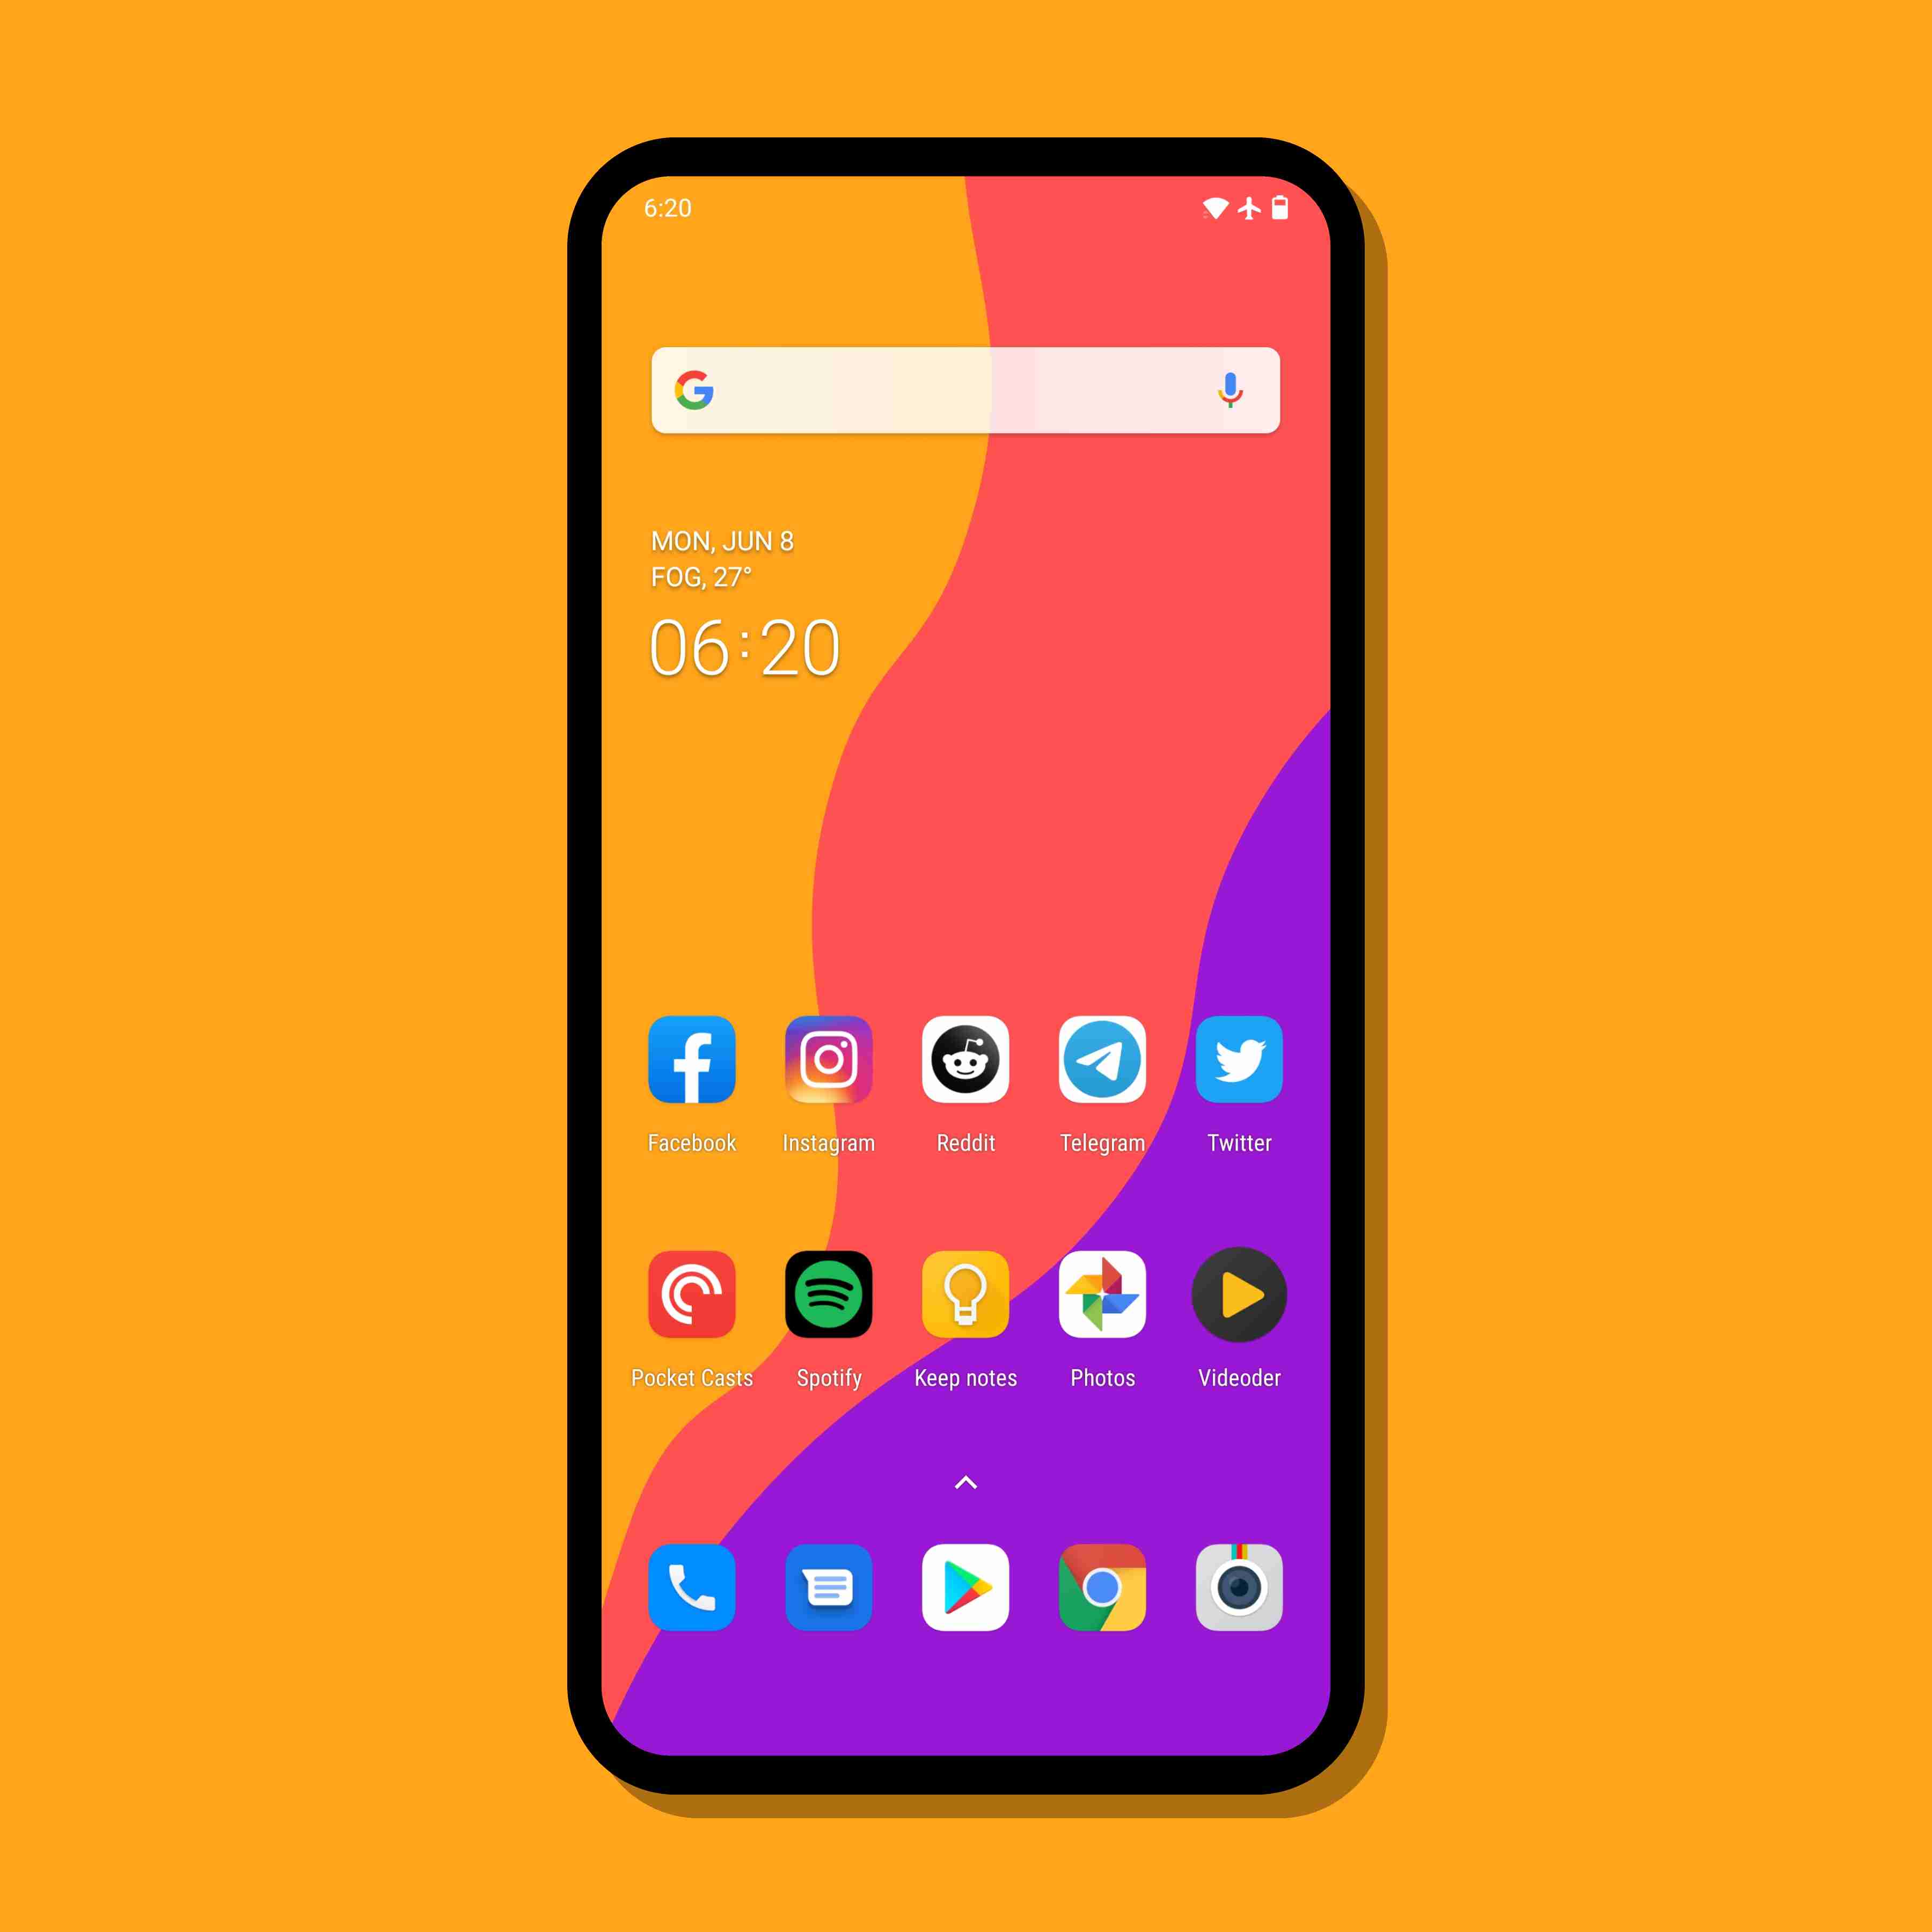 6:20
MON, JUN 8
FOG, 27°
06:20
Facebook Instagram Reddit Telegram Twitter
Pocket Casts Spotify Keep notes Photos Videoder